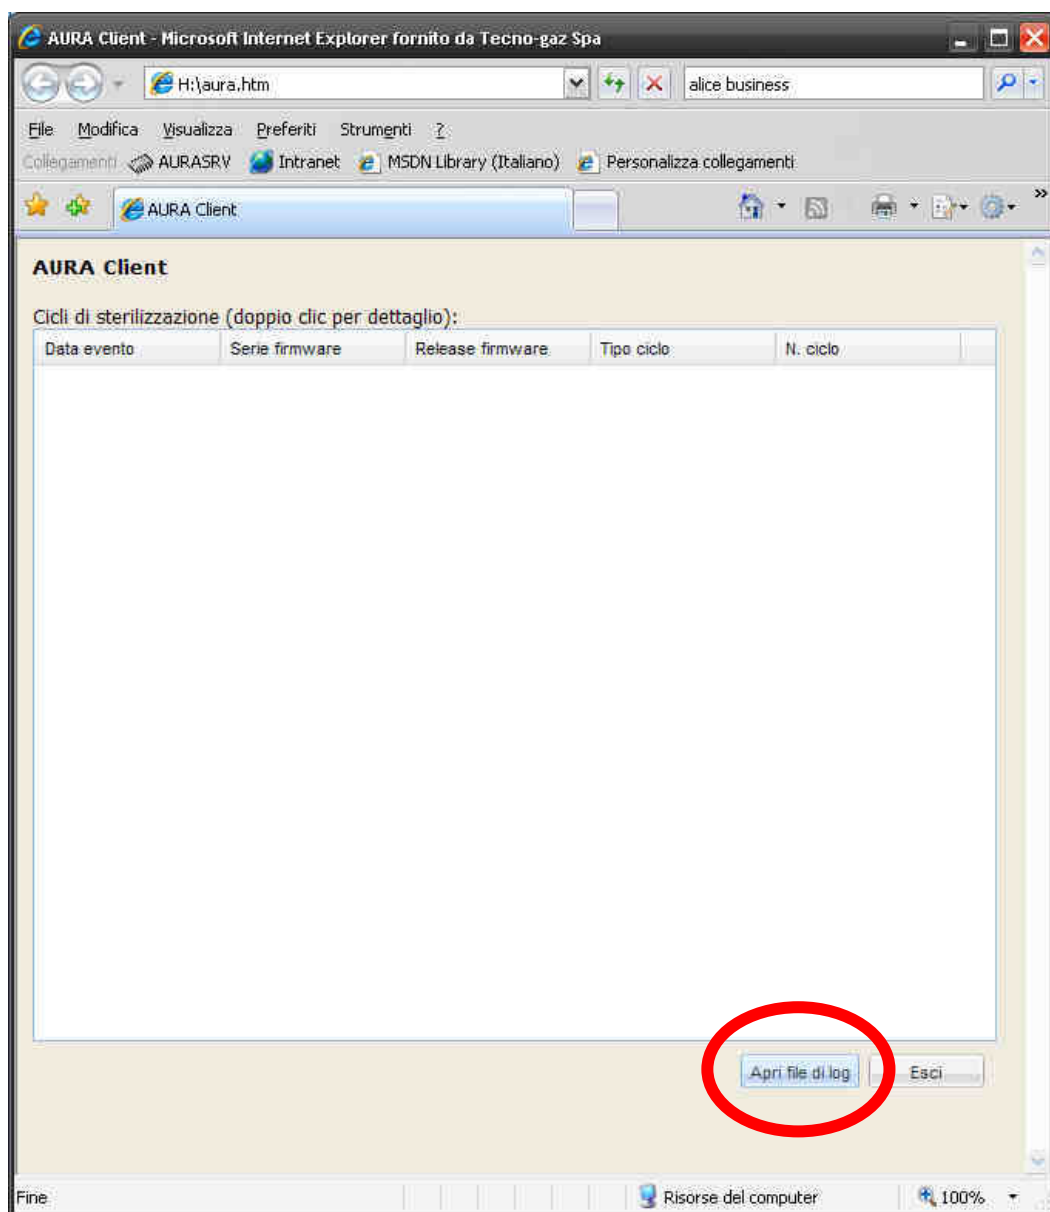 AURA Client - Microsoft Internet Explorer fornito da Tecno-gaz Spa
H:\aura.htm alice business
File Modifica Visualizza Preferiti Strumenti ?
Collegamenti AURASRV Intranet MSDN Library (Italiano) Personalizza collegamenti
AURA Client »
AURA Client
Cicli di sterilizzazione (doppio clic per dettaglio):
Data evento Serie firmware Release firmware Tipo ciclo N. ciclo
Apri file di log Esci
Fine Risorse del computer 100%